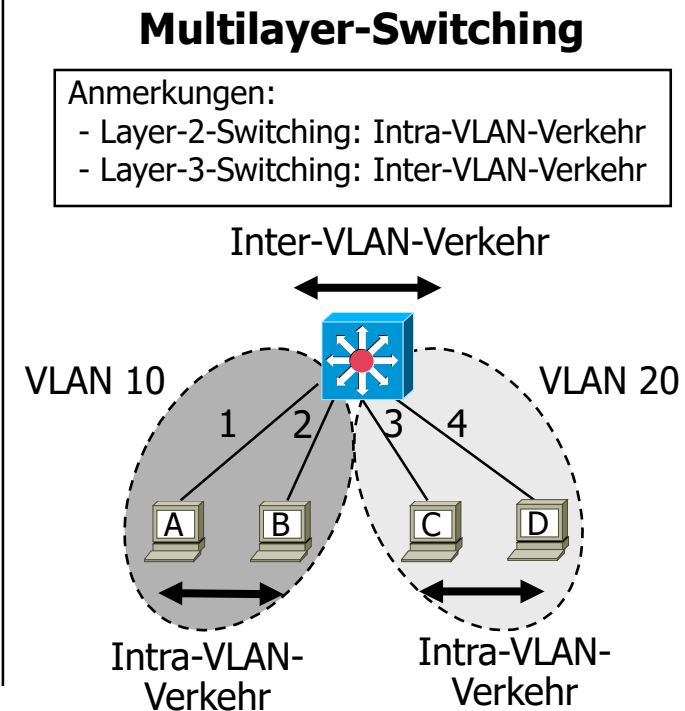 Multilayer-Switching
Anmerkungen:
- Layer-2-Switching: Intra-VLAN-Verkehr
- Layer-3-Switching: Inter-VLAN-Verkehr
Inter-VLAN-Verkehr
VLAN 10
VLAN 20
1 2 3 4
A B C D
Intra-VLAN-
Verkehr
Intra-VLAN-
Verkehr